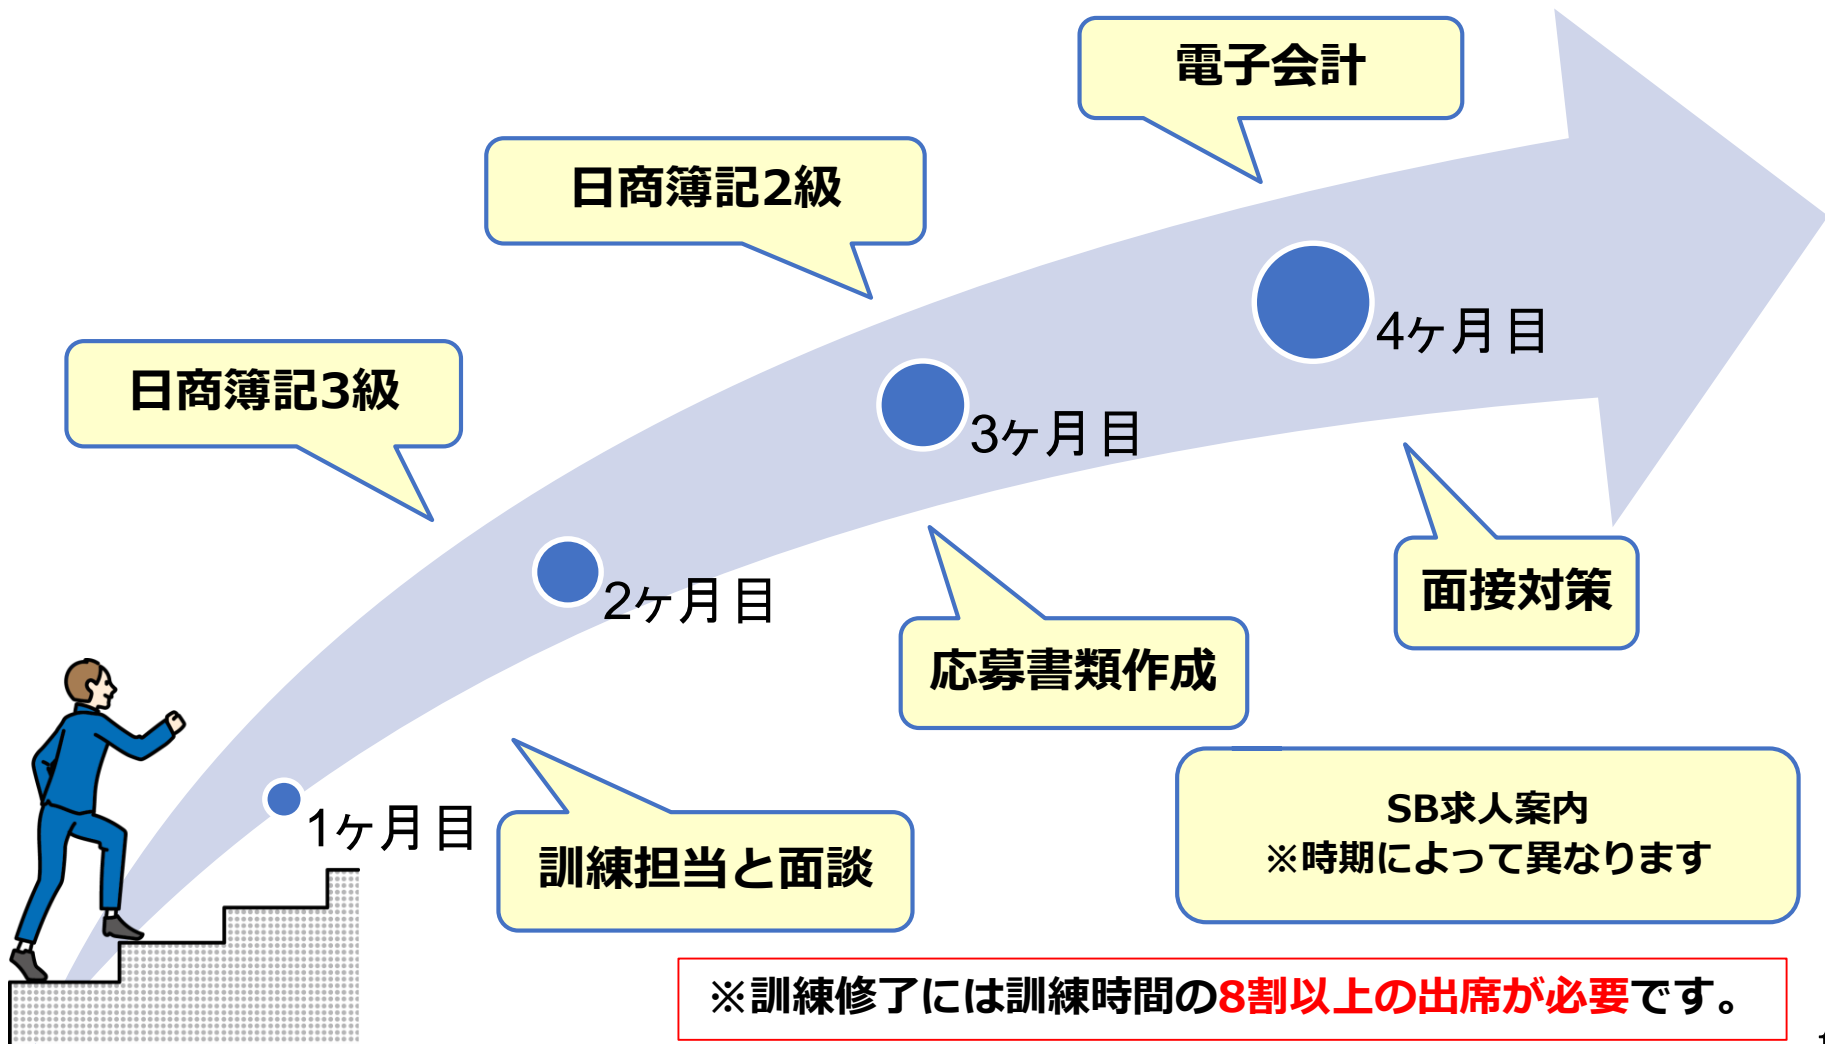 電子会計
日商簿記2級
日商簿記3級
4ヶ月目
3ヶ月目
2ヶ月目
1ヶ月目
面接対策
応募書類作成
訓練担当と面談
SB求人案内
※時期によって異なります
※訓練修了には訓練時間の8割以上の出席が必要です。